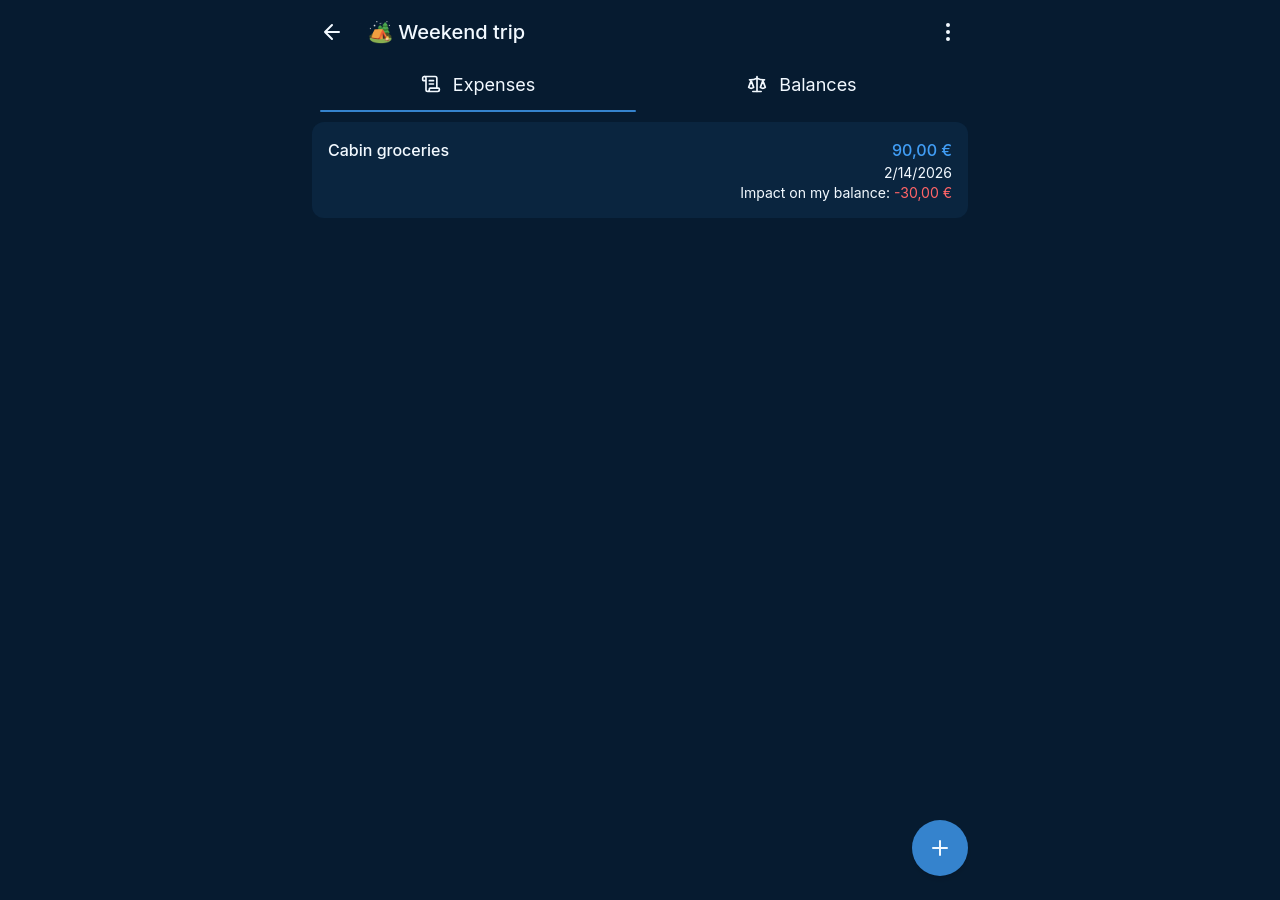 🏕️ Weekend trip
Expenses
Balances
Cabin groceries
90,00 €
2/14/2026
Impact on my balance: -30,00 €